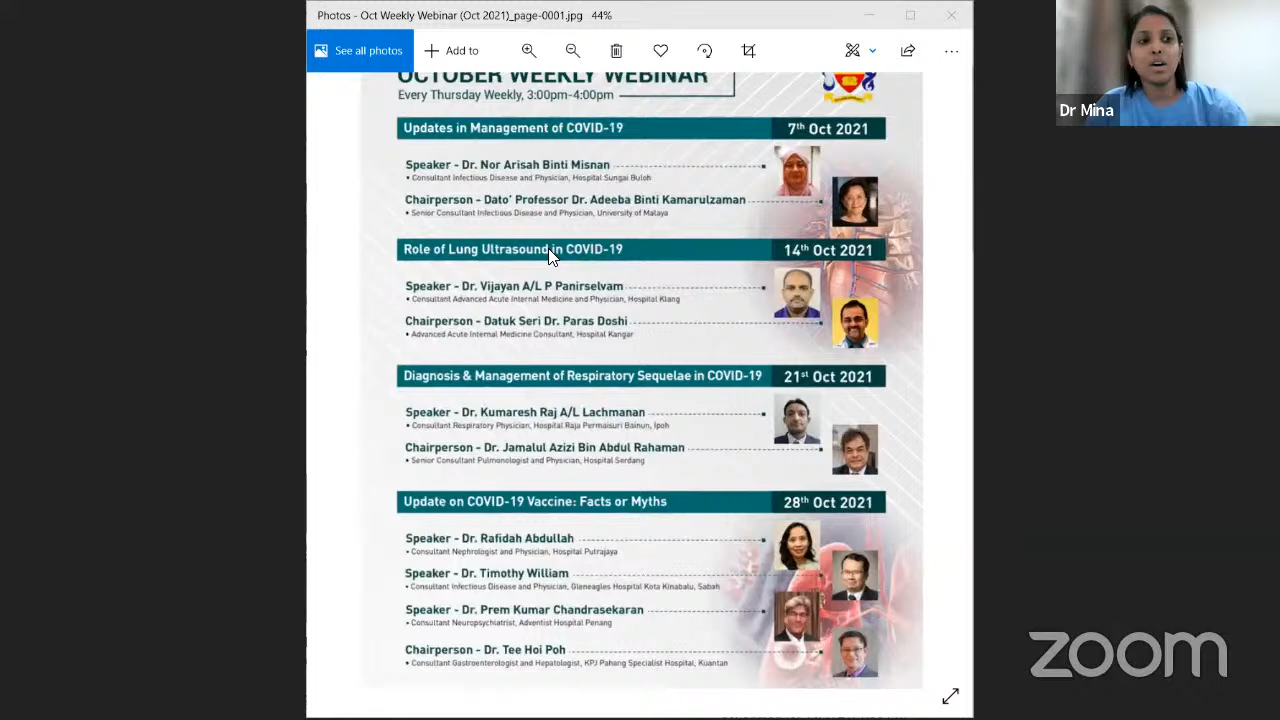 Photos - Oct Weekly Webinar (Oct 2021)_page-0001.jpg 44%
See all photos
Add to
OCTOBER WEEKLY WEBINAR
Every Thursday Weekly, 3:00pm-4:00pm
Updates in Management of COVID-19 7th Oct 2021
Speaker - Dr. Nor Arisah Binti Misnan
• Consultant Infectious Disease and Physician, Hospital Sungai Buloh
Chairperson - Dato' Professor Dr. Adeeba Binti Kamarulzaman
• Senior Consultant Infectious Disease and Physician, University of Malaya
Role of Lung Ultrasound in COVID-19 14th Oct 2021
Speaker - Dr. Vijayan A/L P Panirselvam
• Consultant Advanced Acute Internal Medicine and Physician, Hospital Klang
Chairperson - Datuk Seri Dr. Paras Doshi
• Advanced Acute Internal Medicine Consultant, Hospital Kangar
Diagnosis & Management of Respiratory Sequelae in COVID-19 21st Oct 2021
Speaker - Dr. Kumaresh Raj A/L Lachmanan
• Consultant Respiratory Physician, Hospital Raja Permaisuri Bainun, Ipoh
Chairperson - Dr. Jamalul Azizi Bin Abdul Rahaman
• Senior Consultant Pulmonologist and Physician, Hospital Serdang
Update on COVID-19 Vaccine: Facts or Myths 28th Oct 2021
Speaker - Dr. Rafidah Abdullah
• Consultant Nephrologist and Physician, Hospital Putrajaya
Speaker - Dr. Timothy William
• Consultant Infectious Disease and Physician, Gleneagles Hospital Kota Kinabalu, Sabah
Speaker - Dr. Prem Kumar Chandrasekaran
• Consultant Neuropsychiatrist, Adventist Hospital Penang
Chairperson - Dr. Tee Hoi Poh
• Consultant Gastroenterologist and Hepatologist, KPJ Pahang Specialist Hospital, Kuantan
Dr Mina
zoom